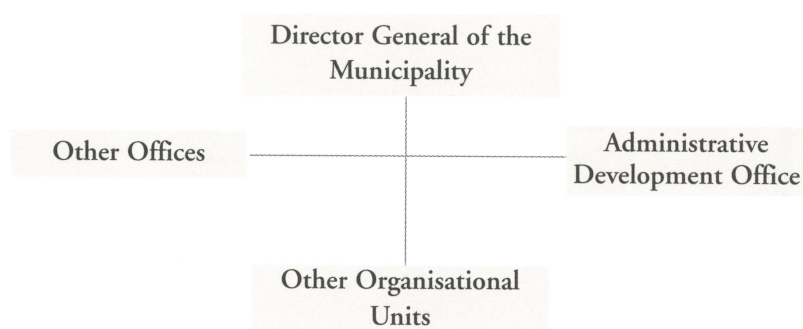 Director General of the
Municipality
Other Offices
Administrative
Development Office
Other Organisational
Units